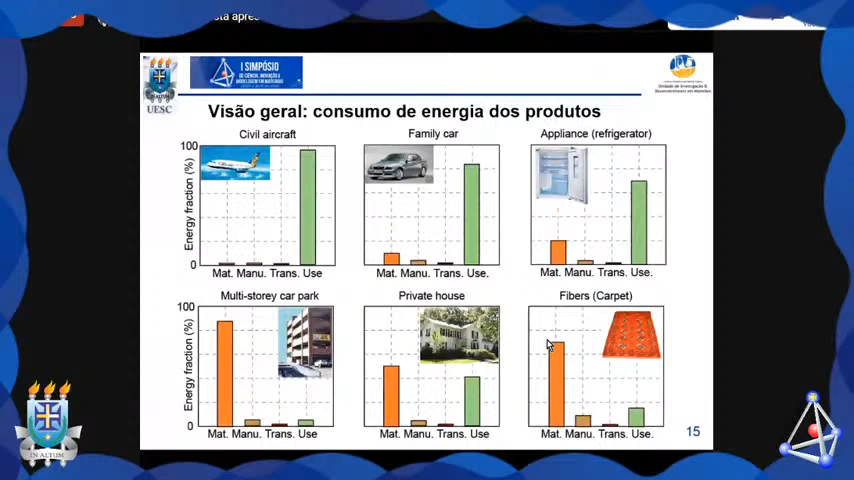 I SIMPÓSIO
UESC
Visão geral: consumo de energia dos produtos
Civil aircraft
Family car
Appliance (refrigerator)
100
Energy fraction (%)
0
Mat. Manu. Trans. Use
Mat. Manu. Trans. Use.
Mat. Manu. Trans. Use.
Multi-storey car park
Private house
Fibers (Carpet)
100
Energy fraction (%)
0
Mat. Manu. Trans. Use
Mat. Manu. Trans. Use
Mat. Manu. Trans. Use.
15
IN ALTUM